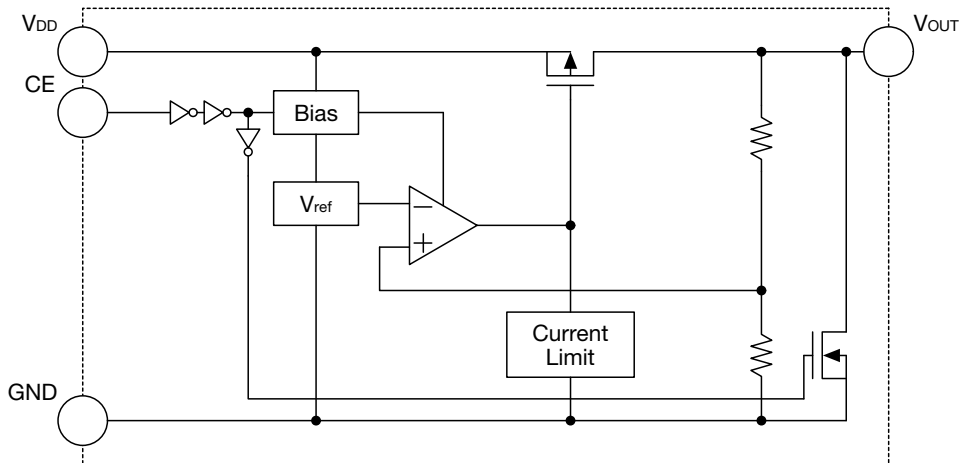 VDD
VOUT
CE
Bias
Vref
−
+
Current
Limit
GND